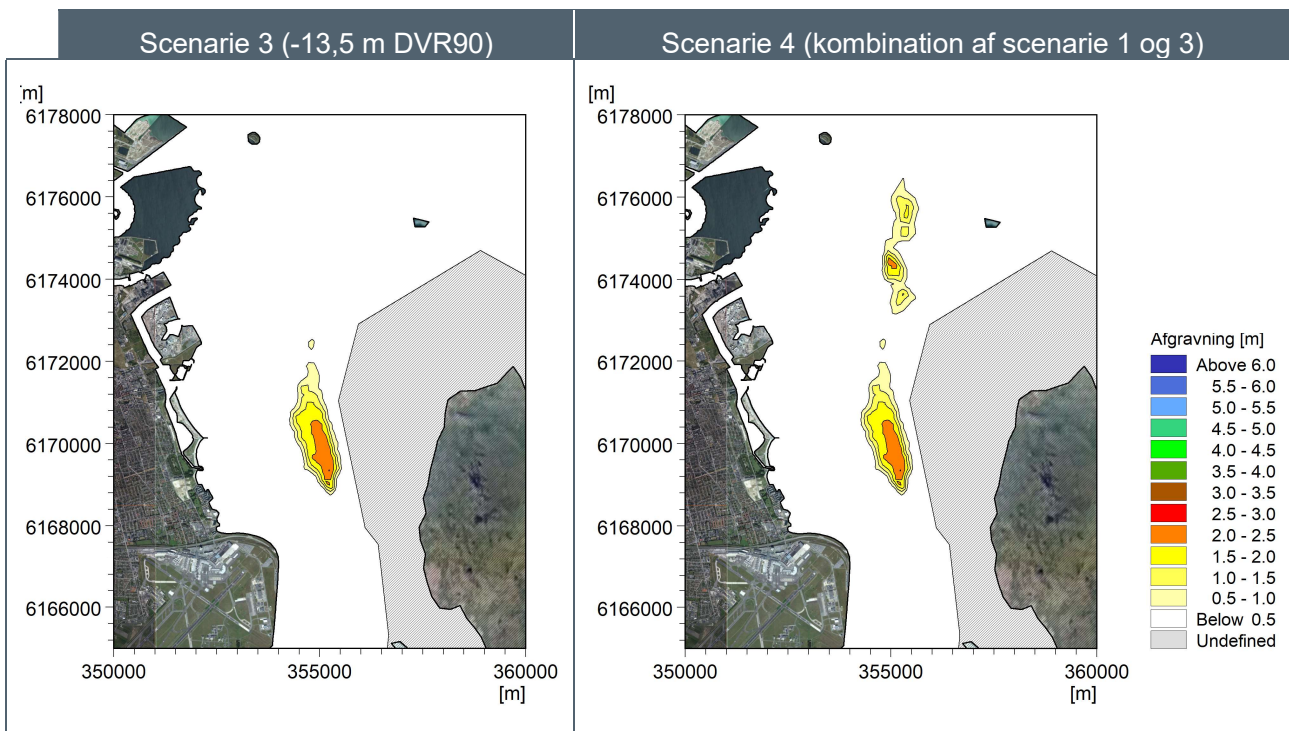 Scenarie 3 (-13,5 m DVR90)
Scenarie 4 (kombination af scenarie 1 og 3)
[m]
6178000
6176000
6174000
6172000
6170000
6168000
6166000
350000
355000
360000
[m]
[m]
6178000
6176000
6174000
6172000
6170000
6168000
6166000
350000
355000
360000
[m]
Afgravning [m]
Above 6.0
5.5 - 6.0
5.0 - 5.5
4.5 - 5.0
4.0 - 4.5
3.5 - 4.0
3.0 - 3.5
2.5 - 3.0
2.0 - 2.5
1.5 - 2.0
1.0 - 1.5
0.5 - 1.0
Below 0.5
Undefined